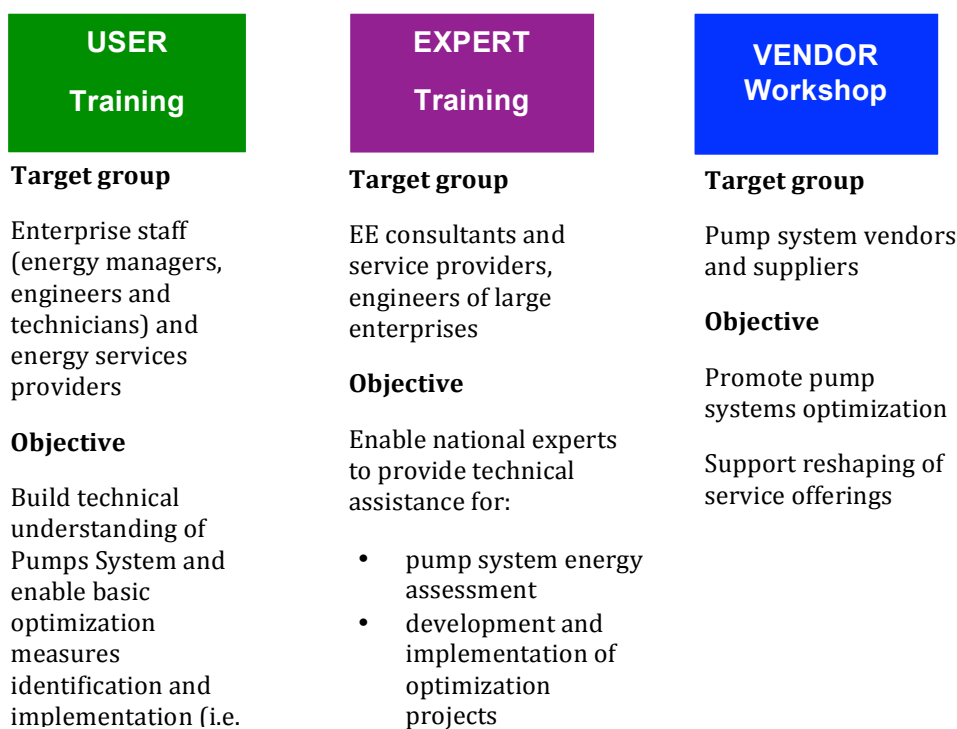 USER
Training
Target group
Enterprise staff
(energy managers,
engineers and
technicians) and
energy services
providers
Objective
Build technical
understanding of
Pumps System and
enable basic
optimization
measures
identification and
implementation (i.e.
EXPERT
Training
Target group
EE consultants and
service providers,
engineers of large
enterprises
Objective
Enable national experts
to provide technical
assistance for:
• pump system energy
assessment
• development and
implementation of
optimization
projects
VENDOR
Workshop
Target group
Pump system vendors
and suppliers
Objective
Promote pump
systems optimization
Support reshaping of
service offerings